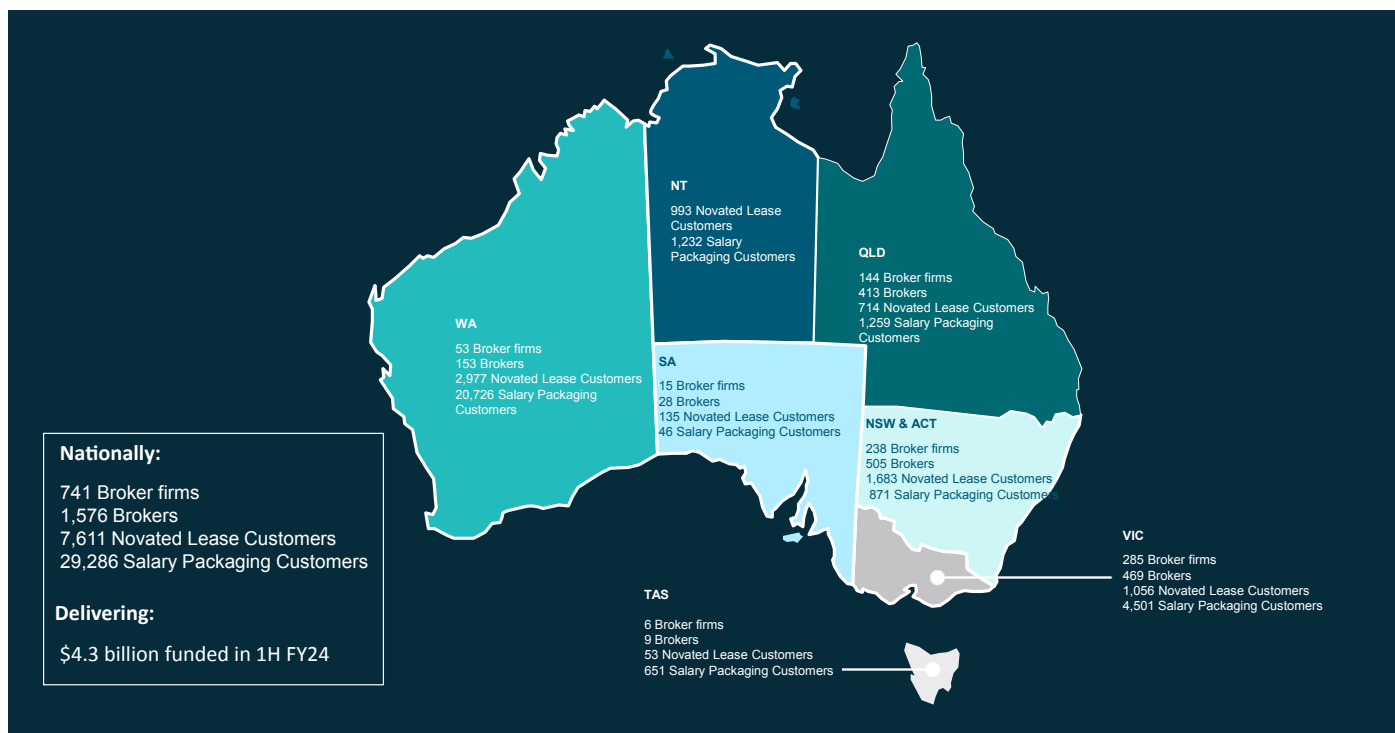 NT
993 Novated Lease
Customers
1,232 Salary
Packaging Customers
QLD
144 Broker firms
413 Brokers
714 Novated Lease Customers
1,259 Salary Packaging
Customers
WA
53 Broker firms
153 Brokers
2,977 Novated Lease Customers
20,726 Salary Packaging
Customers
SA
15 Broker firms
28 Brokers
135 Novated Lease Customers
46 Salary Packaging Customers
NSW & ACT
238 Broker firms
505 Brokers
1,683 Novated Lease Customers
871 Salary Packaging Customers
Nationally:
741 Broker firms
1,576 Brokers
7,611 Novated Lease Customers
29,286 Salary Packaging Customers
Delivering:
$4.3 billion funded in 1H FY24
VIC
285 Broker firms
469 Brokers
1,056 Novated Lease Customers
4,501 Salary Packaging Customers
TAS
6 Broker firms
9 Brokers
53 Novated Lease Customers
651 Salary Packaging Customers